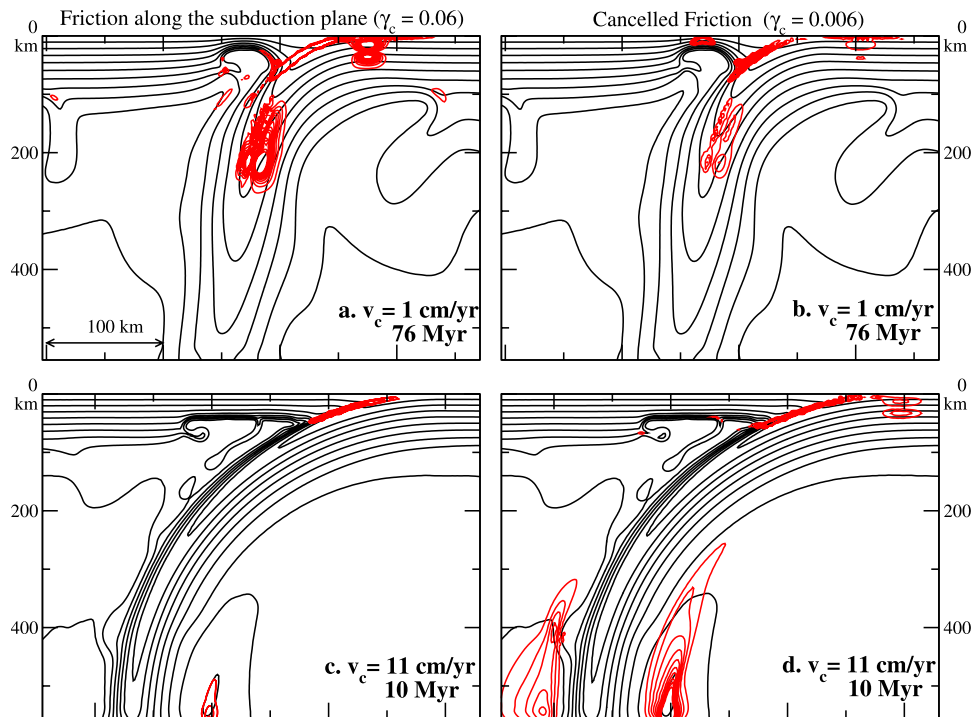 Friction along the subduction plane (γc = 0.06)
Cancelled Friction (γc = 0.006)
0
km
200
400
100 km
a. vc = 1 cm/yr
76 Myr
0
km
200
400
b. vc = 1 cm/yr
76 Myr
0
km
200
400
c. vc = 11 cm/yr
10 Myr
0
km
200
400
d. vc = 11 cm/yr
10 Myr